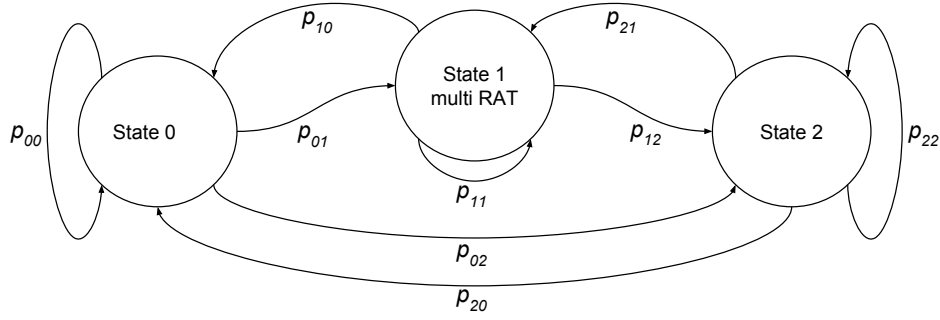 p10
p21
State 1
multi RAT
State 0
State 2
p00
p01
p12
p22
p11
p02
p20